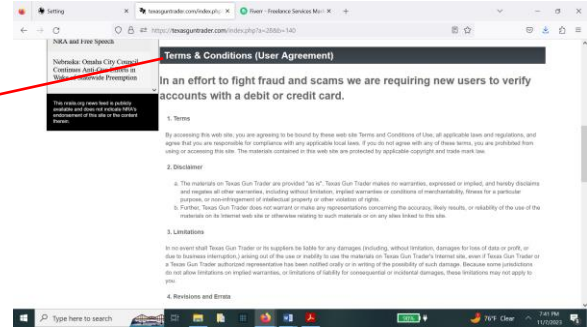 Setting
texasguntrader.com/index.php
Fiverr - Freelance Services Mark
https://texasguntrader.com/index.php?a=28&b=140
NRA and Free Speech
Nebraska: Omaha City Council
Continues Anti-Gun Efforts in
Wake of Statewide Preemption
This nraila.org news feed is publicly
available and does not indicate NRA's
endorsement of this site or the content
therein.
Terms & Conditions (User Agreement)
In an effort to fight fraud and scams we are requiring new users to verify
accounts with a debit or credit card.
1. Terms
By accessing this web site, you are agreeing to be bound by these web site Terms and Conditions of Use, all applicable laws and regulations, and
agree that you are responsible for compliance with any applicable local laws. If you do not agree with any of these terms, you are prohibited from
using or accessing this site. The materials contained in this web site are protected by applicable copyright and trade mark law.
2. Disclaimer
a. The materials on Texas Gun Trader are provided "as is". Texas Gun Trader makes no warranties, expressed or implied, and hereby disclaims
and negates all other warranties, including without limitation, implied warranties or conditions of merchantability, fitness for a particular
purpose, or non-infringement of intellectual property or other violation of rights.
b. Further, Texas Gun Trader does not warrant or make any representations concerning the accuracy, likely results, or reliability of the use of the
materials on its Internet web site or otherwise relating to such materials or on any sites linked to this site.
3. Limitations
In no event shall Texas Gun Trader or its suppliers be liable for any damages (including, without limitation, damages for loss of data or profit, or
due to business interruption,) arising out of the use or inability to use the materials on Texas Gun Trader's Internet site, even if Texas Gun Trader or
a Texas Gun Trader authorized representative has been notified orally or in writing of the possibility of such damage. Because some jurisdictions
do not allow limitations on implied warranties, or limitations of liability for consequential or incidental damages, these limitations may not apply to
you.
4. Revisions and Errata
Type here to search
76°F Clear
7:41 PM
11/7/2023